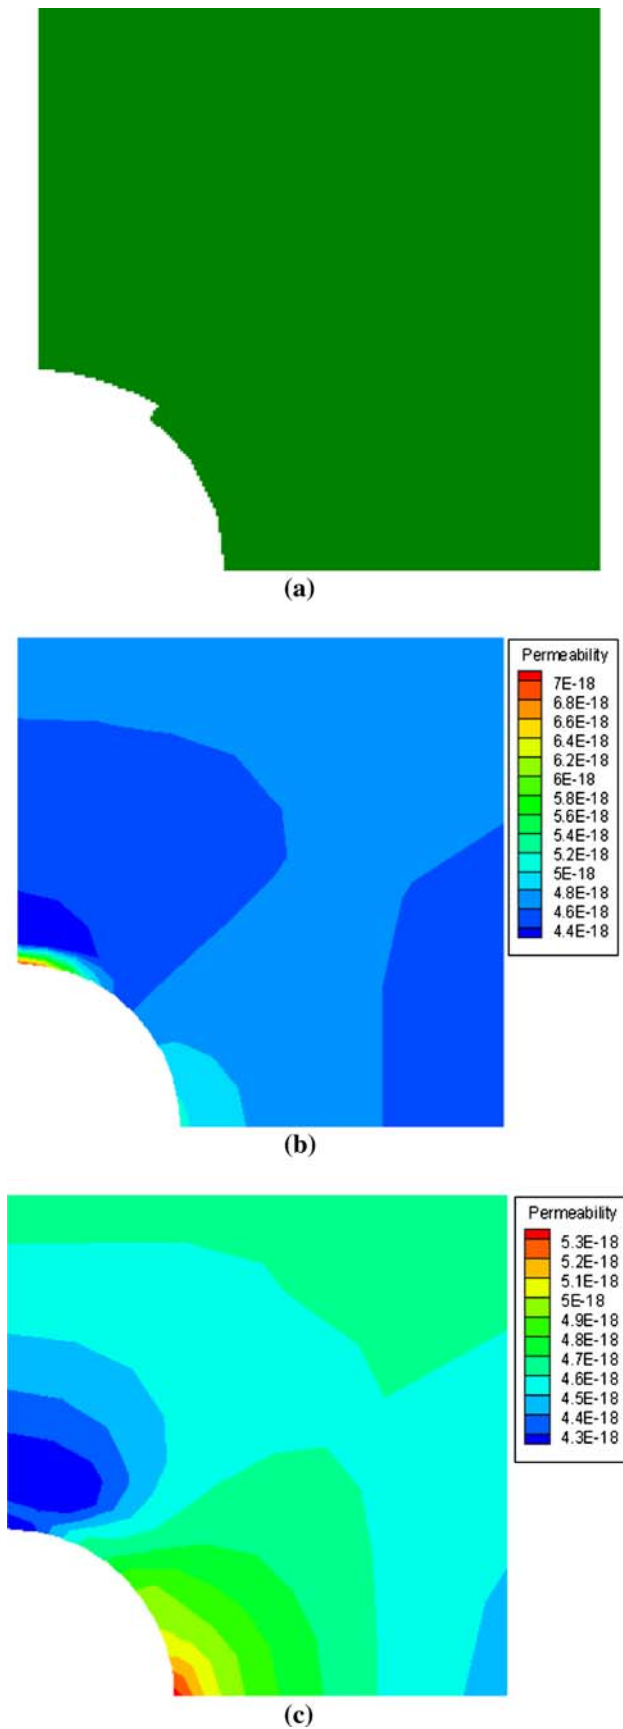 (a)
Permeability
7E-18
6.8E-18
6.6E-18
6.4E-18
6.2E-18
6E-18
5.8E-18
5.6E-18
5.4E-18
5.2E-18
5E-18
4.8E-18
4.6E-18
4.4E-18
(b)
Permeability
5.3E-18
5.2E-18
5.1E-18
5E-18
4.9E-18
4.8E-18
4.7E-18
4.6E-18
4.5E-18
4.4E-18
4.3E-18
(c)